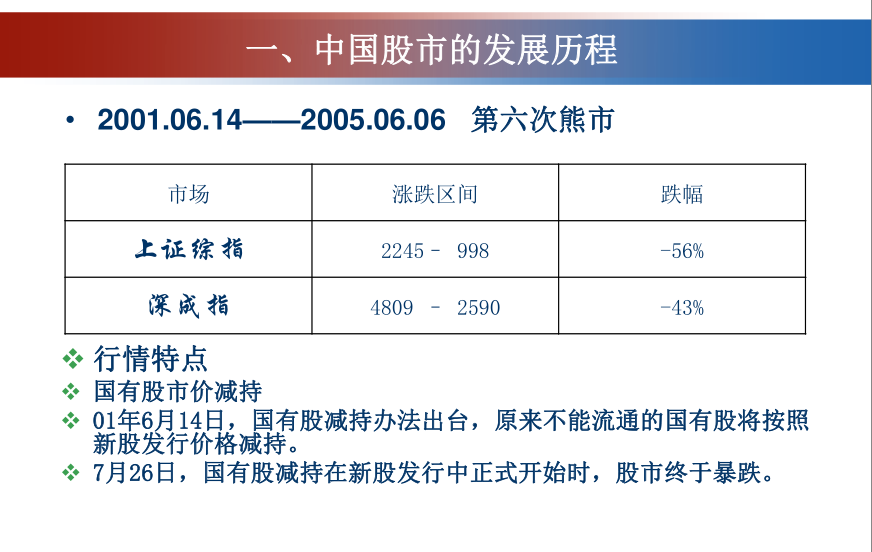 一、中国股市的发展历程
• 2001.06.14——2005.06.06 第六次熊市
市场 涨跌区间 跌幅
上证综指 2245– 998 -56%
深成指 4809 – 2590 -43%
❖ 行情特点
❖ 国有股市价减持
❖ 01年6月14日，国有股减持办法出台，原来不能流通的国有股将按照
新股发行价格减持。
❖ 7月26日，国有股减持在新股发行中正式开始时，股市终于暴跌。